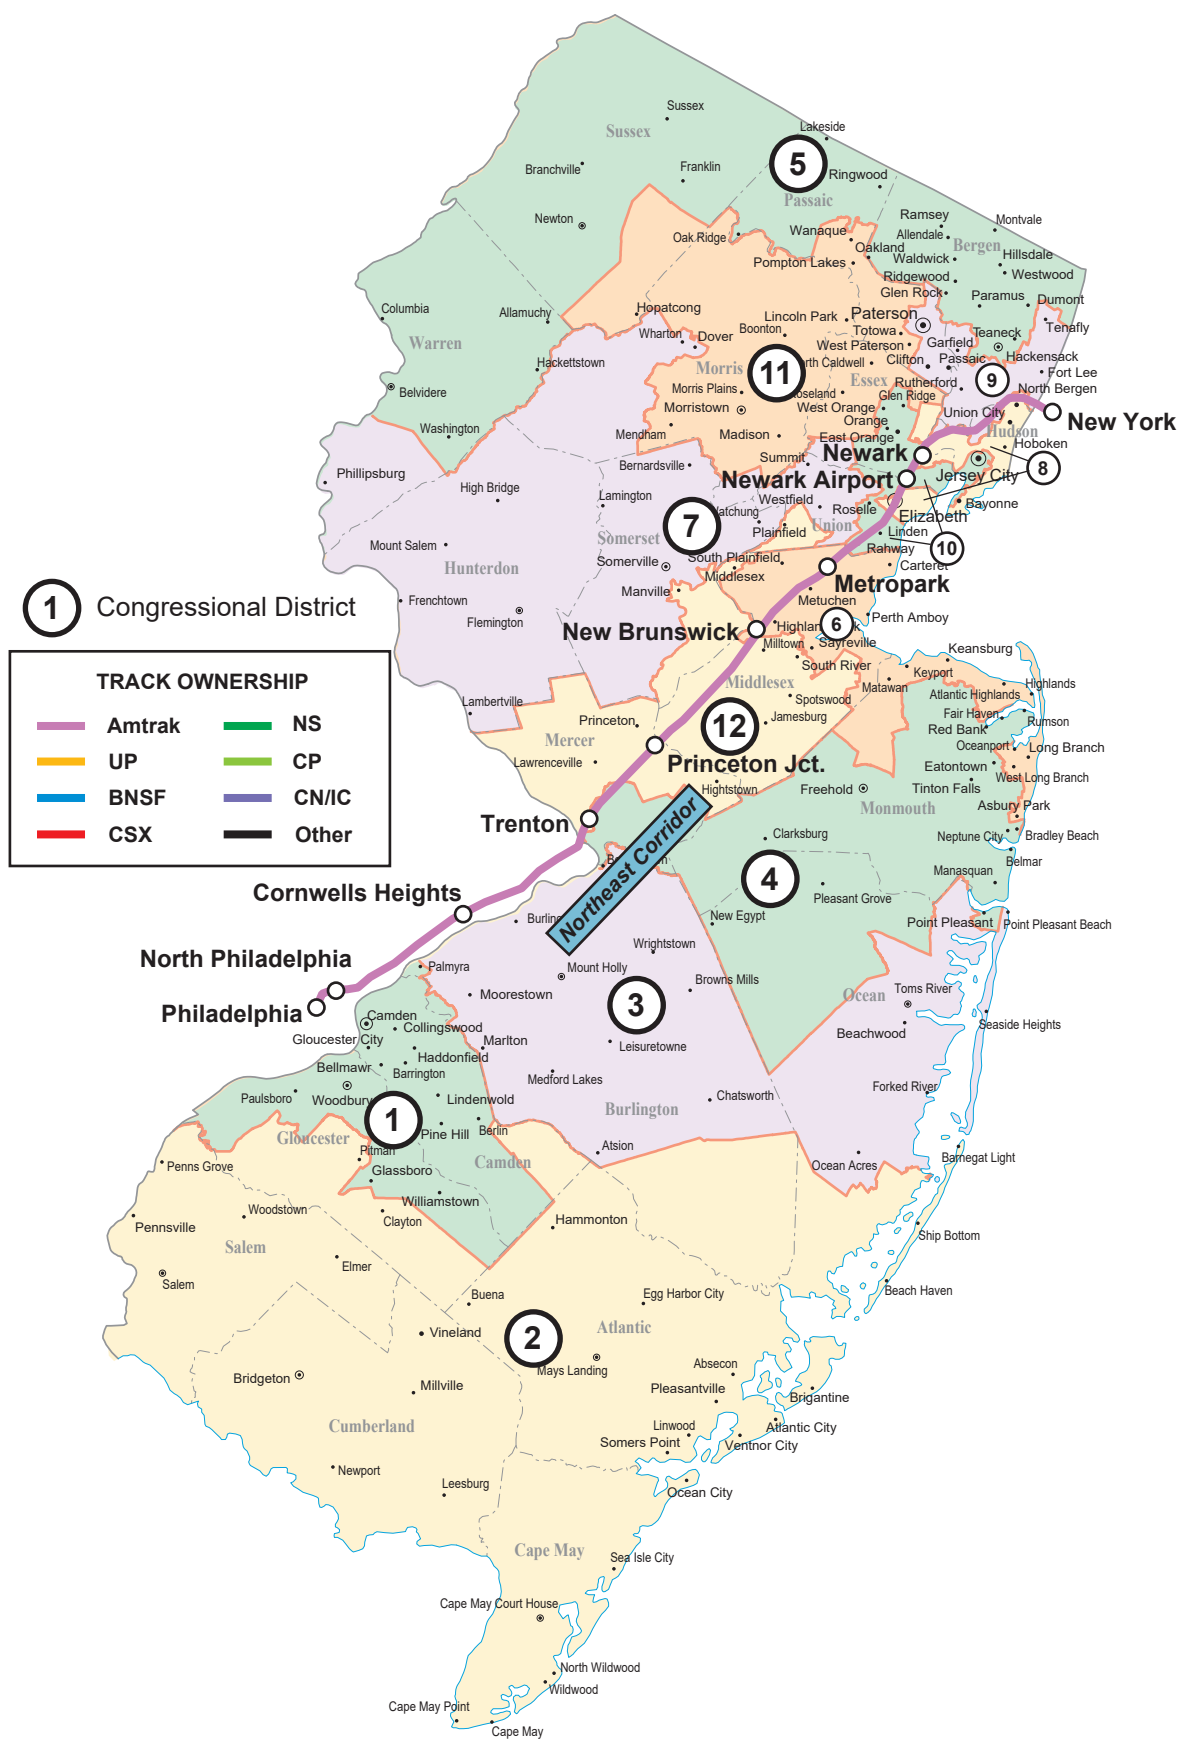 Sussex
Sussex
Lakeside
Branchville
Franklin
5
Ringwood
Passaic
Newton
Ramsey
Montvale
Oak Ridge
Wanaque
Allendale
Bergen
Oakland
Waldwick
Hillsdale
Pompton Lakes
Westwood
Ridgewood
Glen Rock
Paramus
Dumont
Columbia
Allamuchy
Hopatcong
Lincoln Park
Paterson
Tenafly
Warren
Wharton
Dover
Boonton
Totowa
Teaneck
West Paterson
Garfield
Hackettstown
Morris
11
Clifton
Passaic
Hackensack
Essex
9
Fort Lee
Belvidere
Morris Plains
Roseland
Rutherford
North Bergen
Glen Ridge
Morristown
West Orange
Union City
New York
Washington
Mendham
Madison
Orange
Hudson
East Orange
Hoboken
Bernardsville
Summit
Newark
8
Phillipsburg
Newark Airport
Jersey City
High Bridge
Lamington
Westfield
Bayonne
7
Watchung
Roselle
Elizabeth
Plainfield
Union
Linden
Somerset
10
Mount Salem
South Plainfield
Rahway
Hunterdon
Somerville
Middlesex
Carteret
Metropark
Manville
Metuchen
1 Congressional District
Frenchtown
Flemington
Perth Amboy
New Brunswick
6
Milltown
Sayreville
Keansburg
TRACK OWNERSHIP
South River
Keyport
Middlesex
Matawan
Highlands
Lambertville
Spotswood
Atlantic Highlands
Amtrak
NS
Princeton
12
Jamesburg
Fair Haven
Rumson
Mercer
Red Bank
UP
CP
Lawrenceville
Princeton Jct.
Oceanport
Long Branch
Eatontown
West Long Branch
BNSF
CN/IC
Hightstown
Freehold
Tinton Falls
Monmouth
Asbury Park
CSX
Other
Trenton
Clarksburg
Neptune City
Bradley Beach
Northeast Corridor
Belmar
Manasquan
Cornwells Heights
4
Pleasant Grove
New Egypt
Point Pleasant
Point Pleasant Beach
North Philadelphia
Wrightstown
Palmyra
Mount Holly
Browns Mills
Moorestown
Toms River
Ocean
Philadelphia
3
Camden
Collingswood
Beachwood
Seaside Heights
Gloucester City
Marlton
Leisuretowne
Haddonfield
Bellmawr
Barrington
Medford Lakes
Forked River
Paulsboro
Woodbury
Lindenwold
Chatsworth
1
Burlington
Gloucester
Pine Hill
Berlin
Pitman
Atsion
Barnegat Light
Penns Grove
Glassboro
Camden
Ocean Acres
Williamstown
Pennsville
Woodstown
Clayton
Hammonton
Ship Bottom
Salem
Elmer
Salem
Buena
Egg Harbor City
Beach Haven
Vineland
2
Atlantic
Bridgeton
Mays Landing
Absecon
Millville
Pleasantville
Brigantine
Cumberland
Linwood
Atlantic City
Somers Point
Ventnor City
Newport
Leesburg
Ocean City
Cape May
Sea Isle City
Cape May Court House
North Wildwood
Wildwood
Cape May Point
Cape May